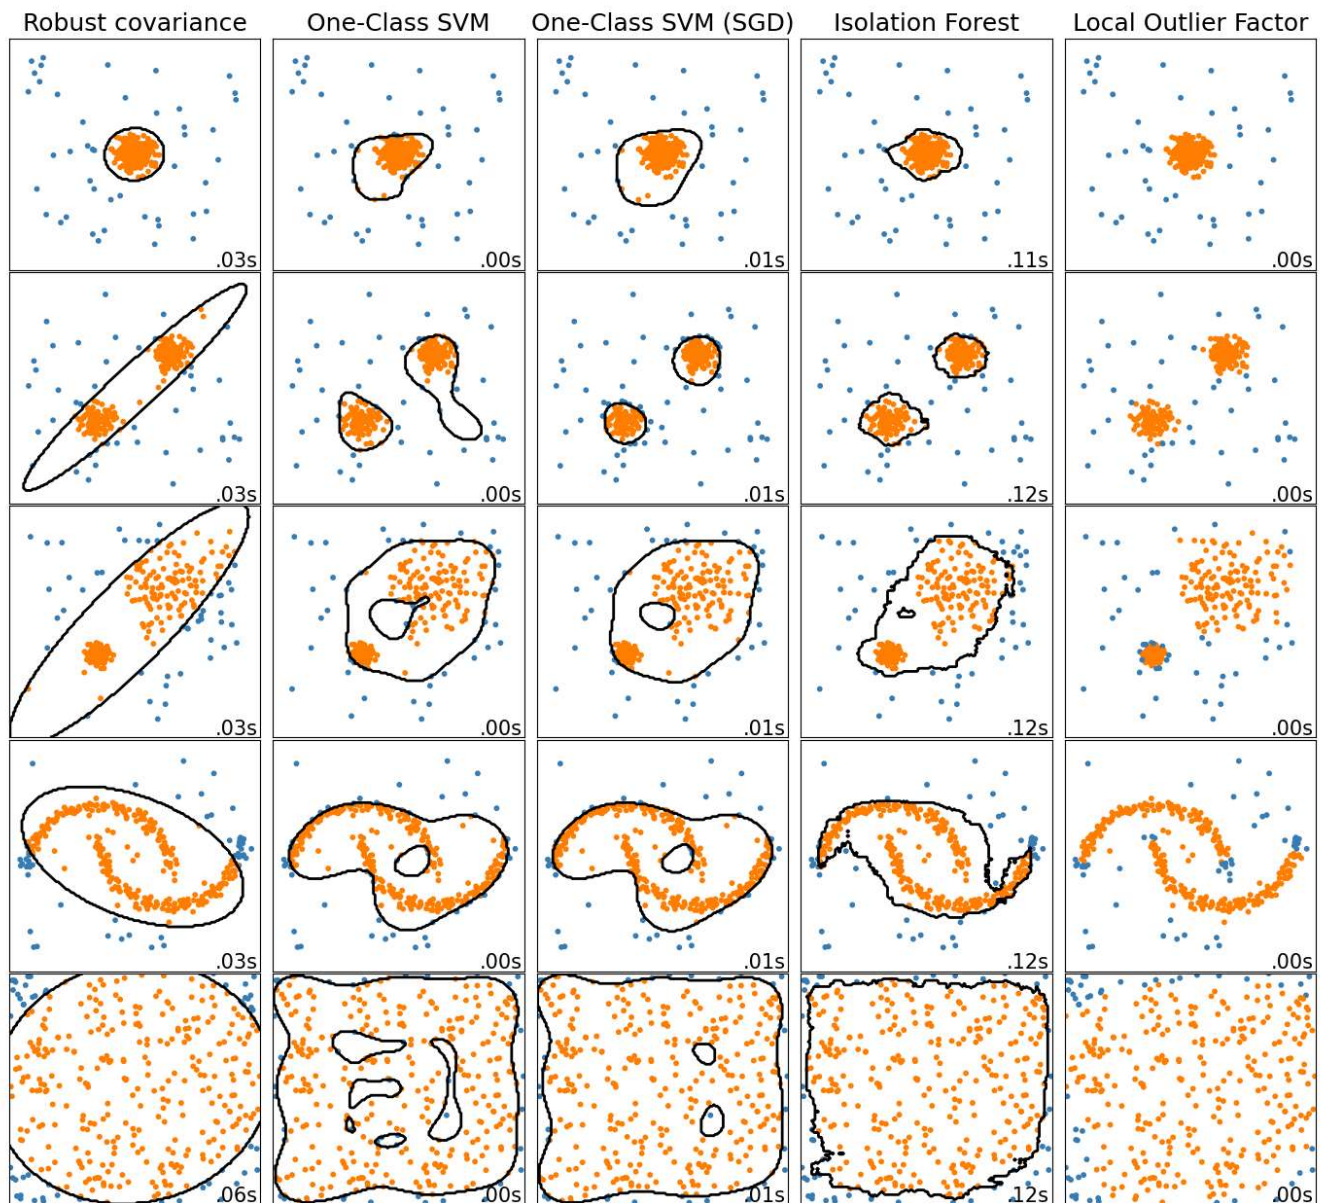 Robust covariance One-Class SVM One-Class SVM (SGD) Isolation Forest Local Outlier Factor
.03s .00s .01s .11s .00s
.03s .00s .01s .12s .00s
.03s .00s .01s .12s .00s
.03s .00s .01s .12s .00s
.06s .00s .01s .12s .00s